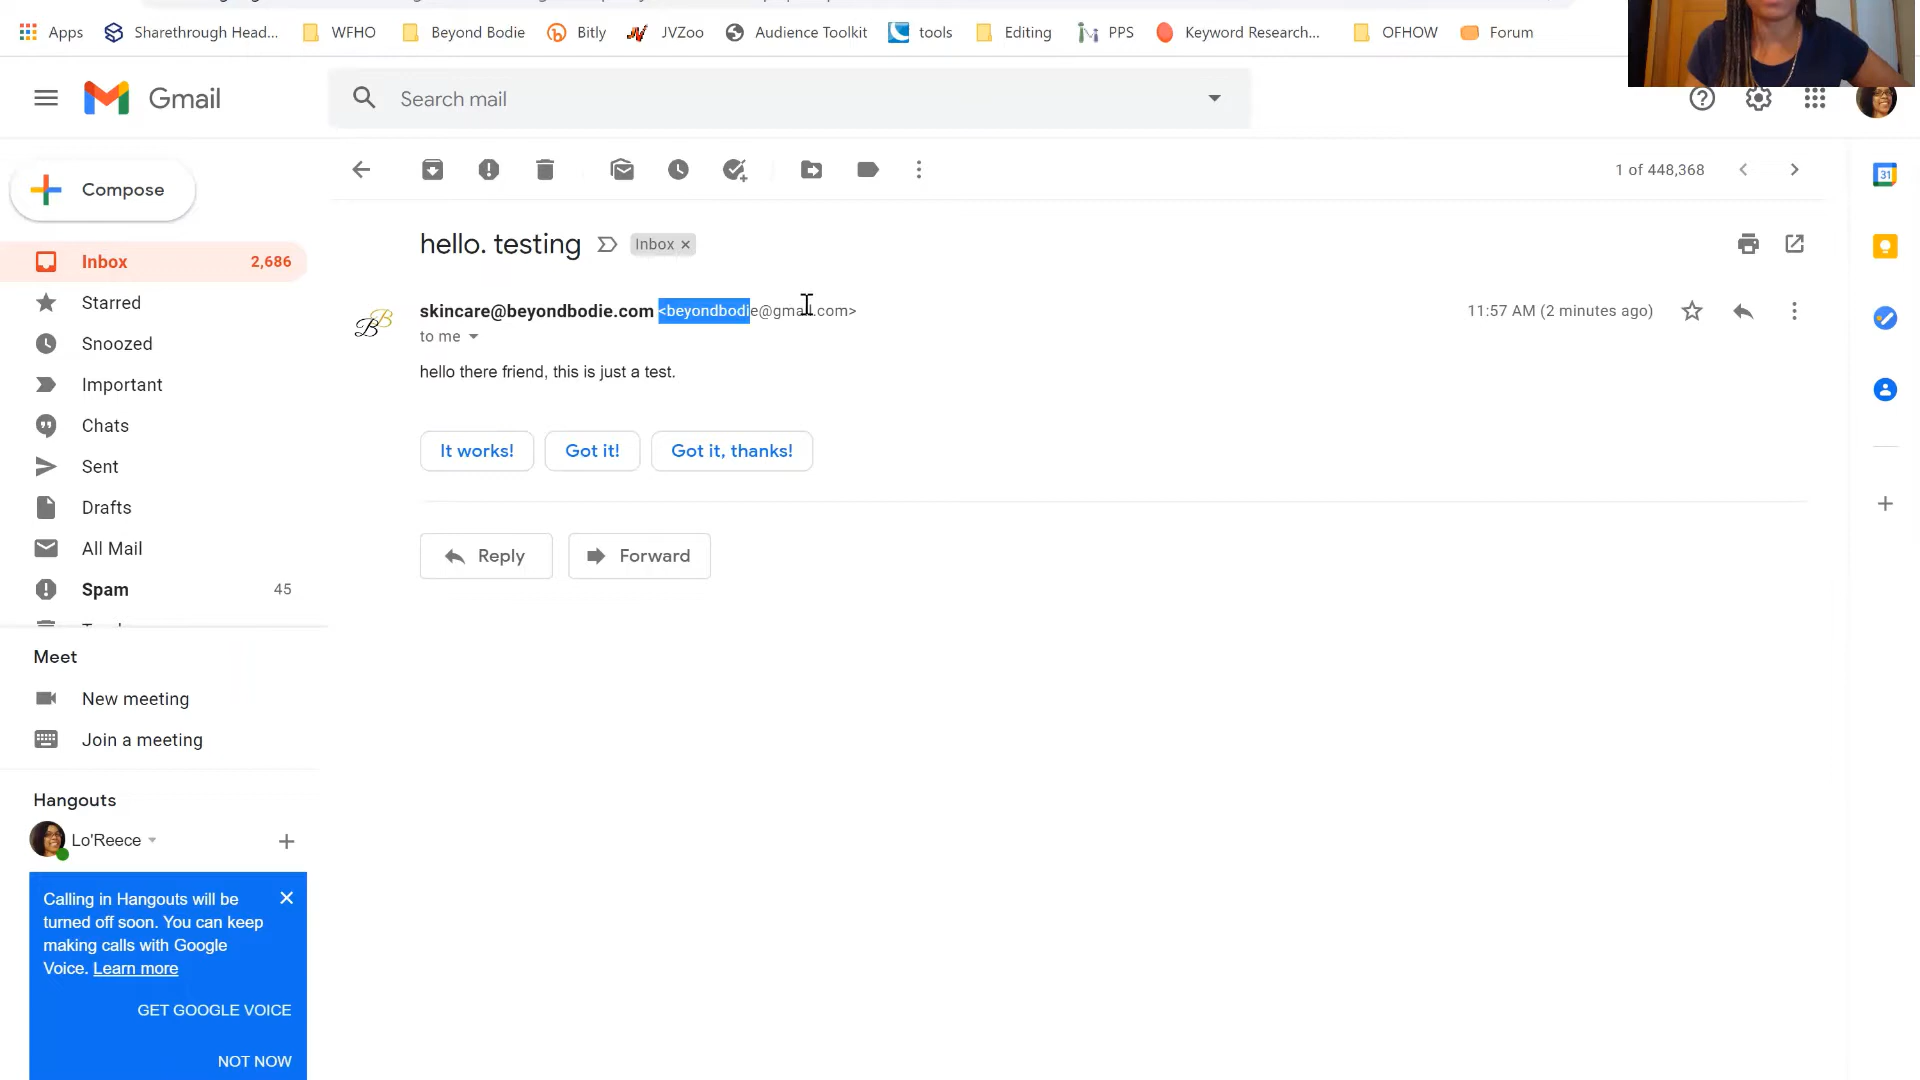 Apps
Sharethrough Head...
WFHO
Beyond Bodie
Bitly
JVZoo
Audience Toolkit
tools
Editing
PPS
Keyword Research...
OFHOW
Forum
Gmail
Search mail
Compose
1 of 448,368
31
Inbox 2,686
Starred
Snoozed
Important
Chats
Sent
Drafts
All Mail
Spam 45
hello. testing
Inbox ×
skincare@beyondbodie.com <beyondbodie@gmail.com>
11:57 AM (2 minutes ago)
to me
hello there friend, this is just a test.
It works!
Got it!
Got it, thanks!
Reply
Forward
Meet
New meeting
Join a meeting
Hangouts
Lo'Reece
Calling in Hangouts will be
turned off soon. You can keep
making calls with Google
Voice. Learn more
GET GOOGLE VOICE
NOT NOW